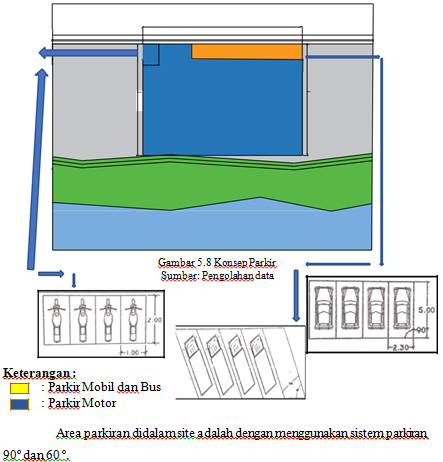 Gambar 5.8 Konsep Parkir
Sumber: Pengolahan data
2.00
1.00
5.00
90°
2.30
Keterangan :
: Parkir Mobil dan Bus
: Parkir Motor
Area parkiran didalam site adalah dengan menggunakan sistem parkiran
90° dan 60 °.